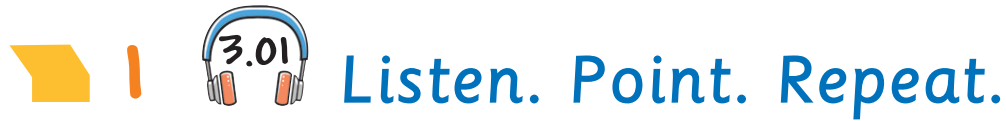 1 3.01 Listen. Point. Repeat.